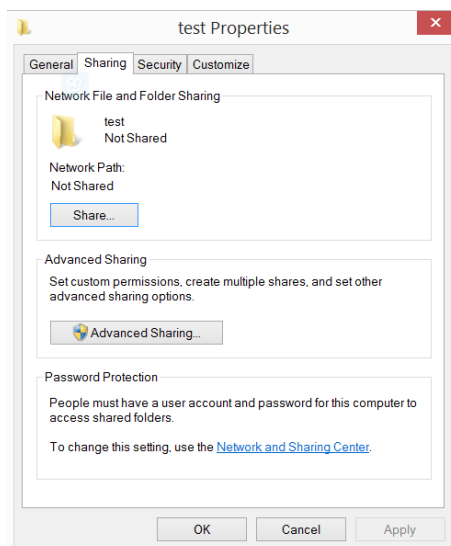 test Properties
General Sharing Security Customize
Network File and Folder Sharing
test
Not Shared
Network Path:
Not Shared
Share...
Advanced Sharing
Set custom permissions, create multiple shares, and set other
advanced sharing options.
Advanced Sharing...
Password Protection
People must have a user account and password for this computer to
access shared folders.
To change this setting, use the Network and Sharing Center.
OK Cancel Apply